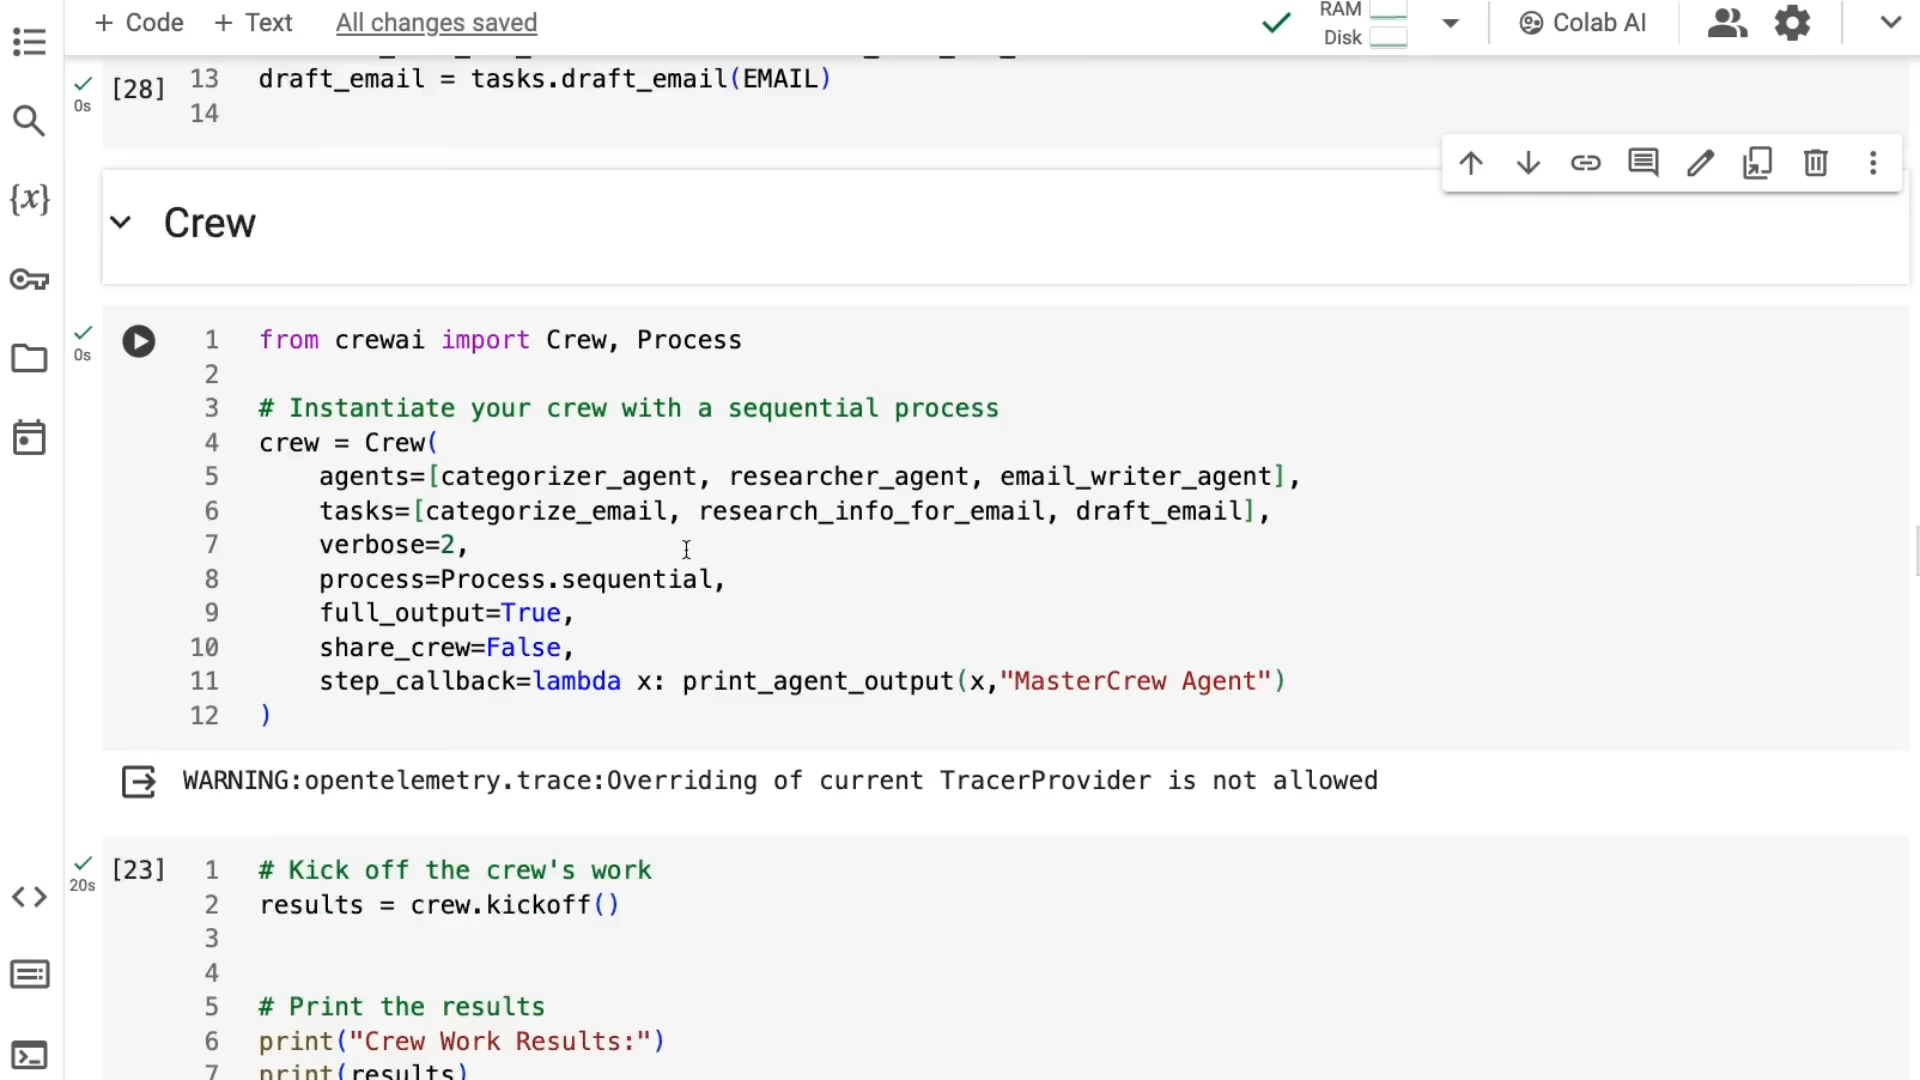 + Code + Text All changes saved RAM Disk Colab AI
[28] 13 draft_email = tasks.draft_email(EMAIL)
0s
14
Crew
{x}
1 from crewai import Crew, Process
0s
2
3 # Instantiate your crew with a sequential process
4 crew = Crew(
5 agents=[categorizer_agent, researcher_agent, email_writer_agent],
6 tasks=[categorize_email, research_info_for_email, draft_email],
7 verbose=2,
8 process=Process.sequential,
9 full_output=True,
10 share_crew=False,
11 step_callback=lambda x: print_agent_output(x,"MasterCrew Agent")
12 )
WARNING:opentelemetry.trace:Overriding of current TracerProvider is not allowed
[23] 1 # Kick off the crew's work
20s
2 results = crew.kickoff()
3
4
5 # Print the results
6 print("Crew Work Results:")
7 print(results)